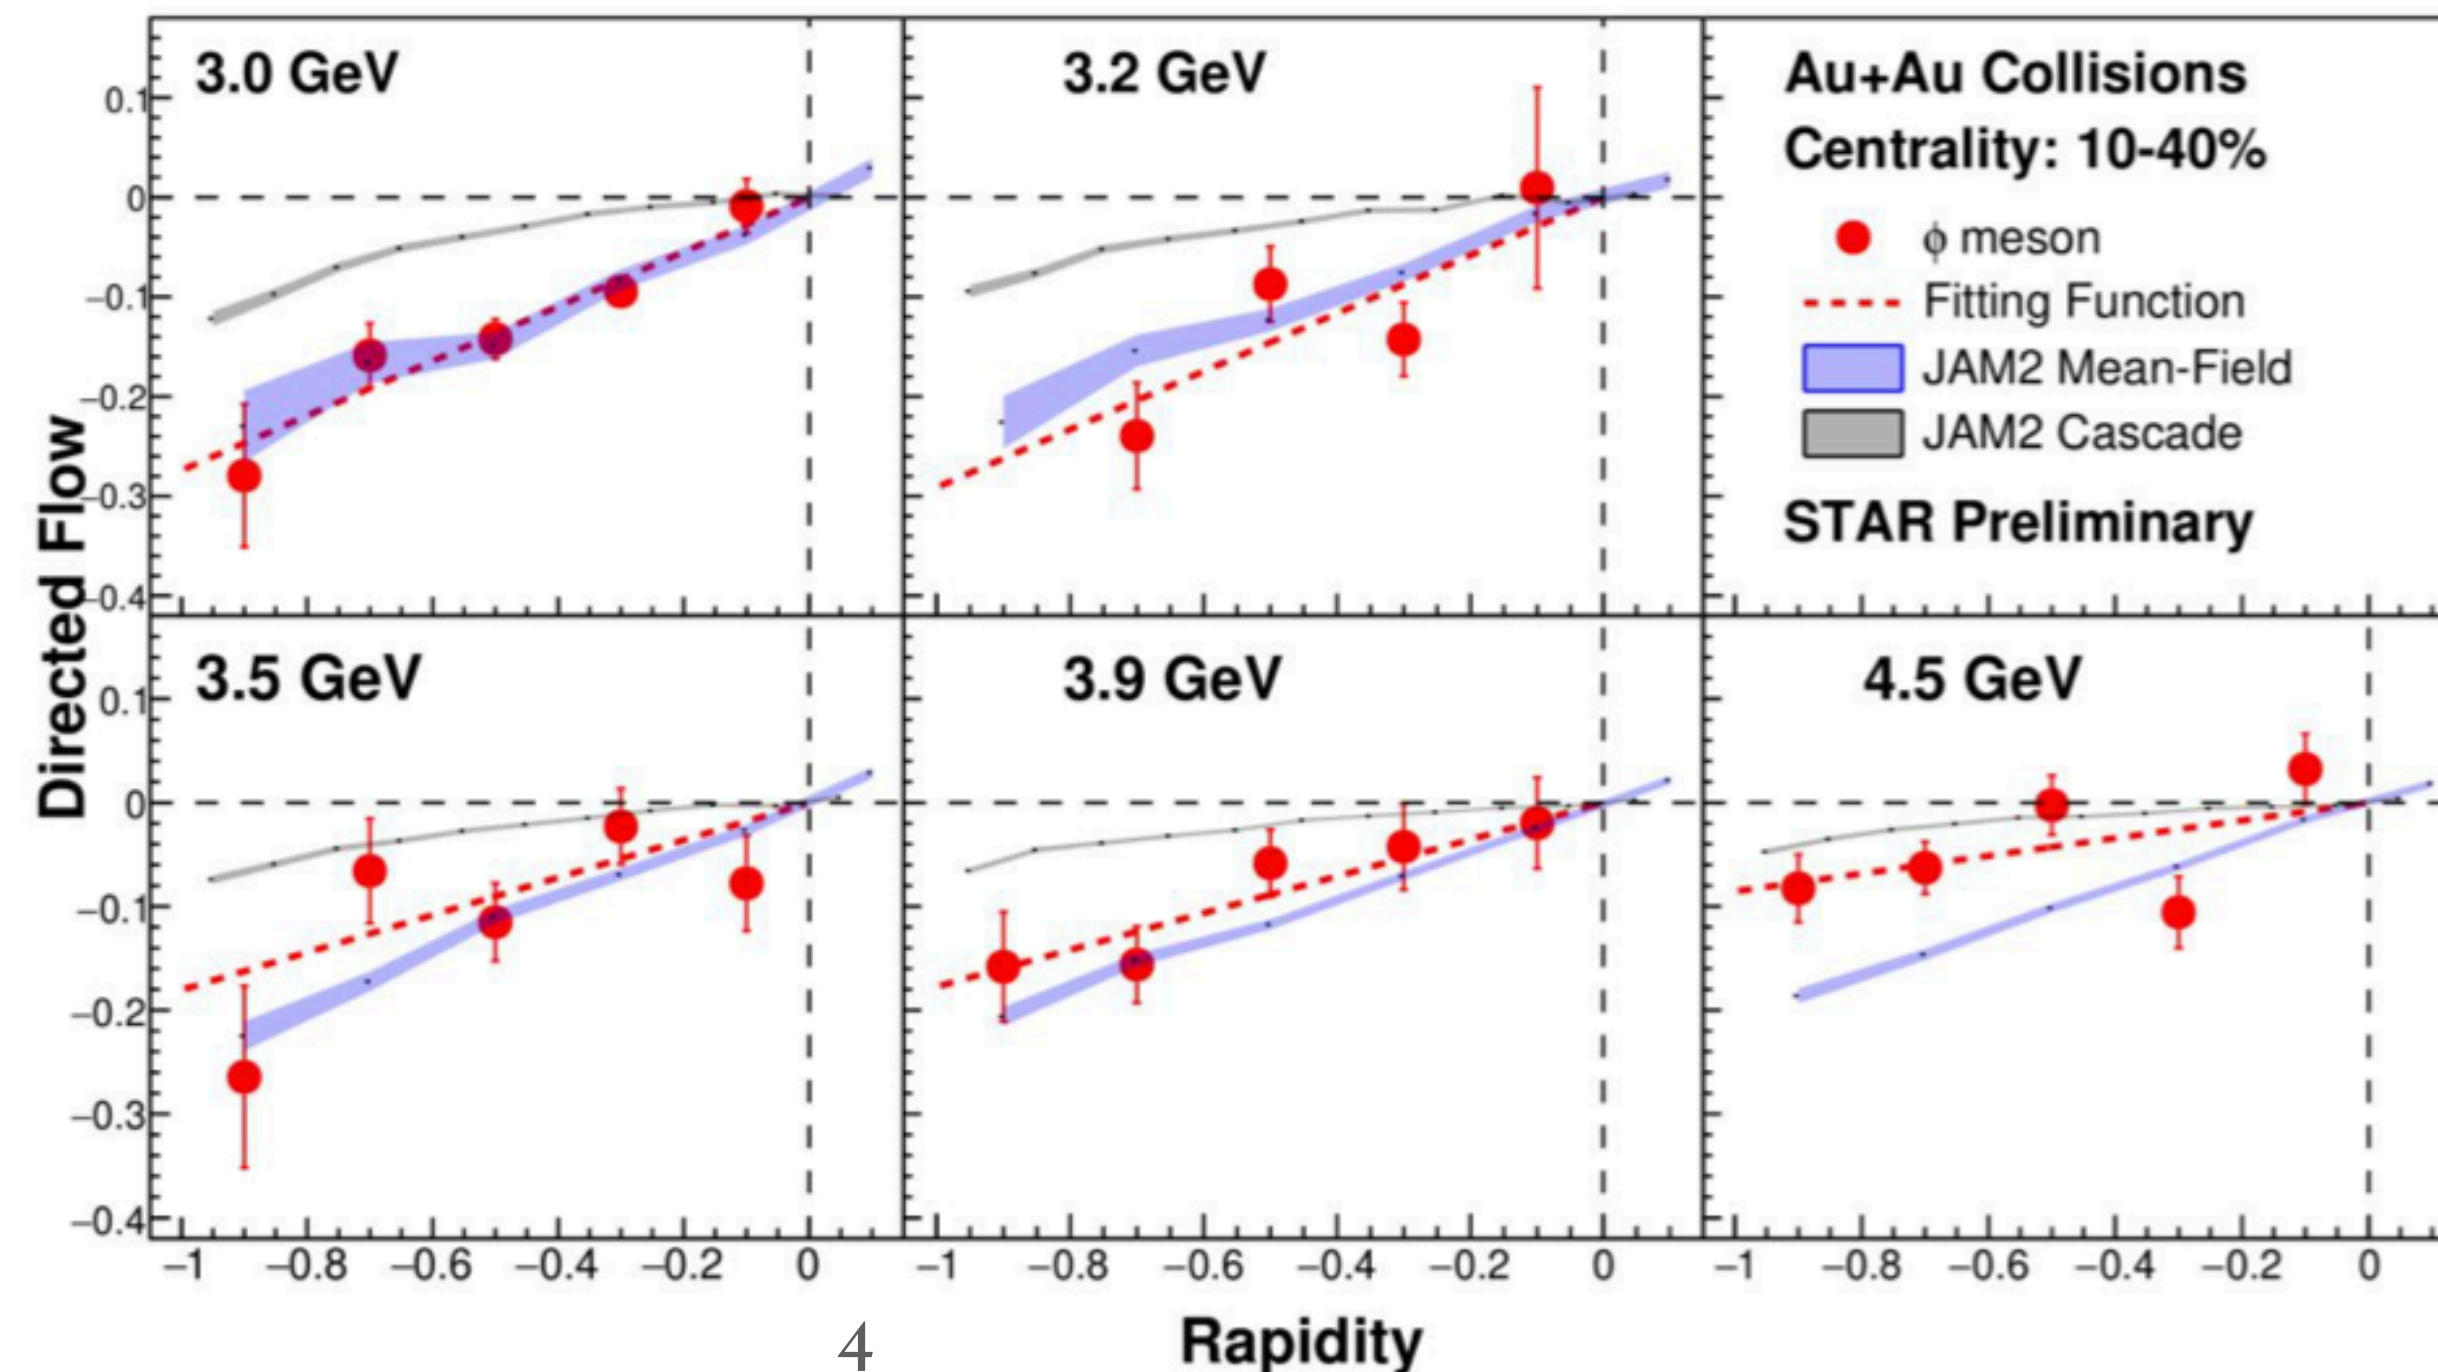 3.0 GeV
3.2 GeV
Au+Au Collisions
Centrality: 10-40%
ϕ meson
Fitting Function
JAM2 Mean-Field
JAM2 Cascade
STAR Preliminary
0.1
0
−0.1
−0.2
−0.3
−0.4
Directed Flow
3.5 GeV
3.9 GeV
4.5 GeV
0.1
0
−0.1
−0.2
−0.3
−0.4
−1 −0.8 −0.6 −0.4 −0.2 0
−1 −0.8 −0.6 −0.4 −0.2 0
−1 −0.8 −0.6 −0.4 −0.2 0
4
Rapidity